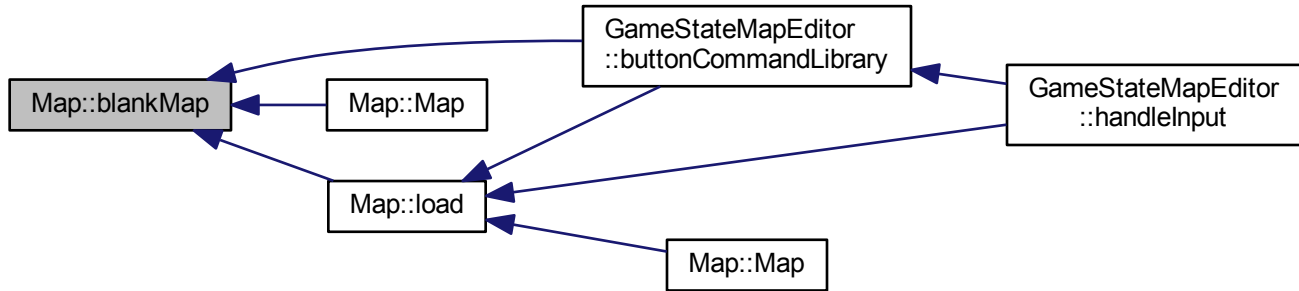 GameStateMapEditor
::buttonCommandLibrary
Map::blankMap
Map::Map
GameStateMapEditor
::handleInput
Map::load
Map::Map